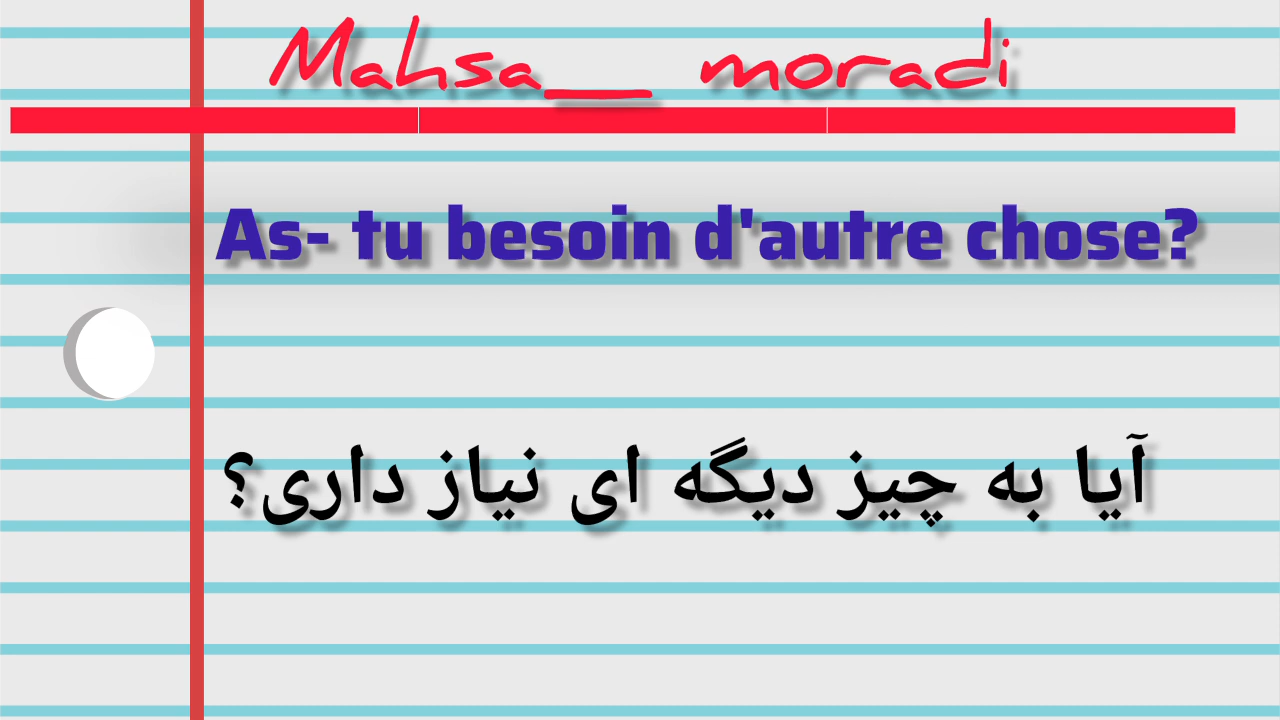 Mahsa__ moradi
As- tu besoin d'autre chose?
آیا به چیز دیگه ای نیاز داری؟